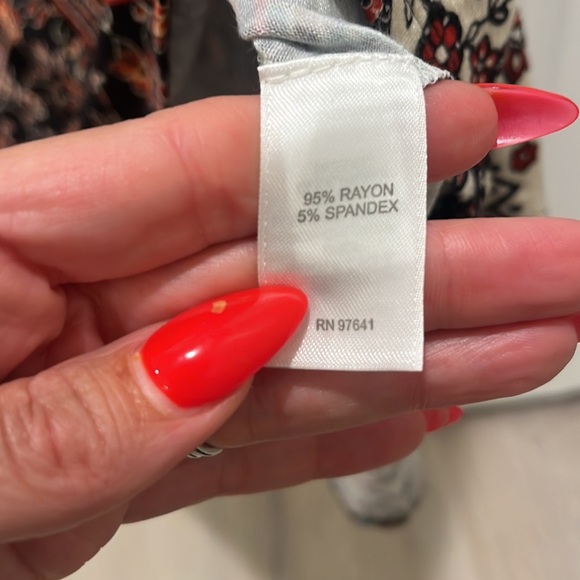 95% RAYON
5% SPANDEX
RN 97641